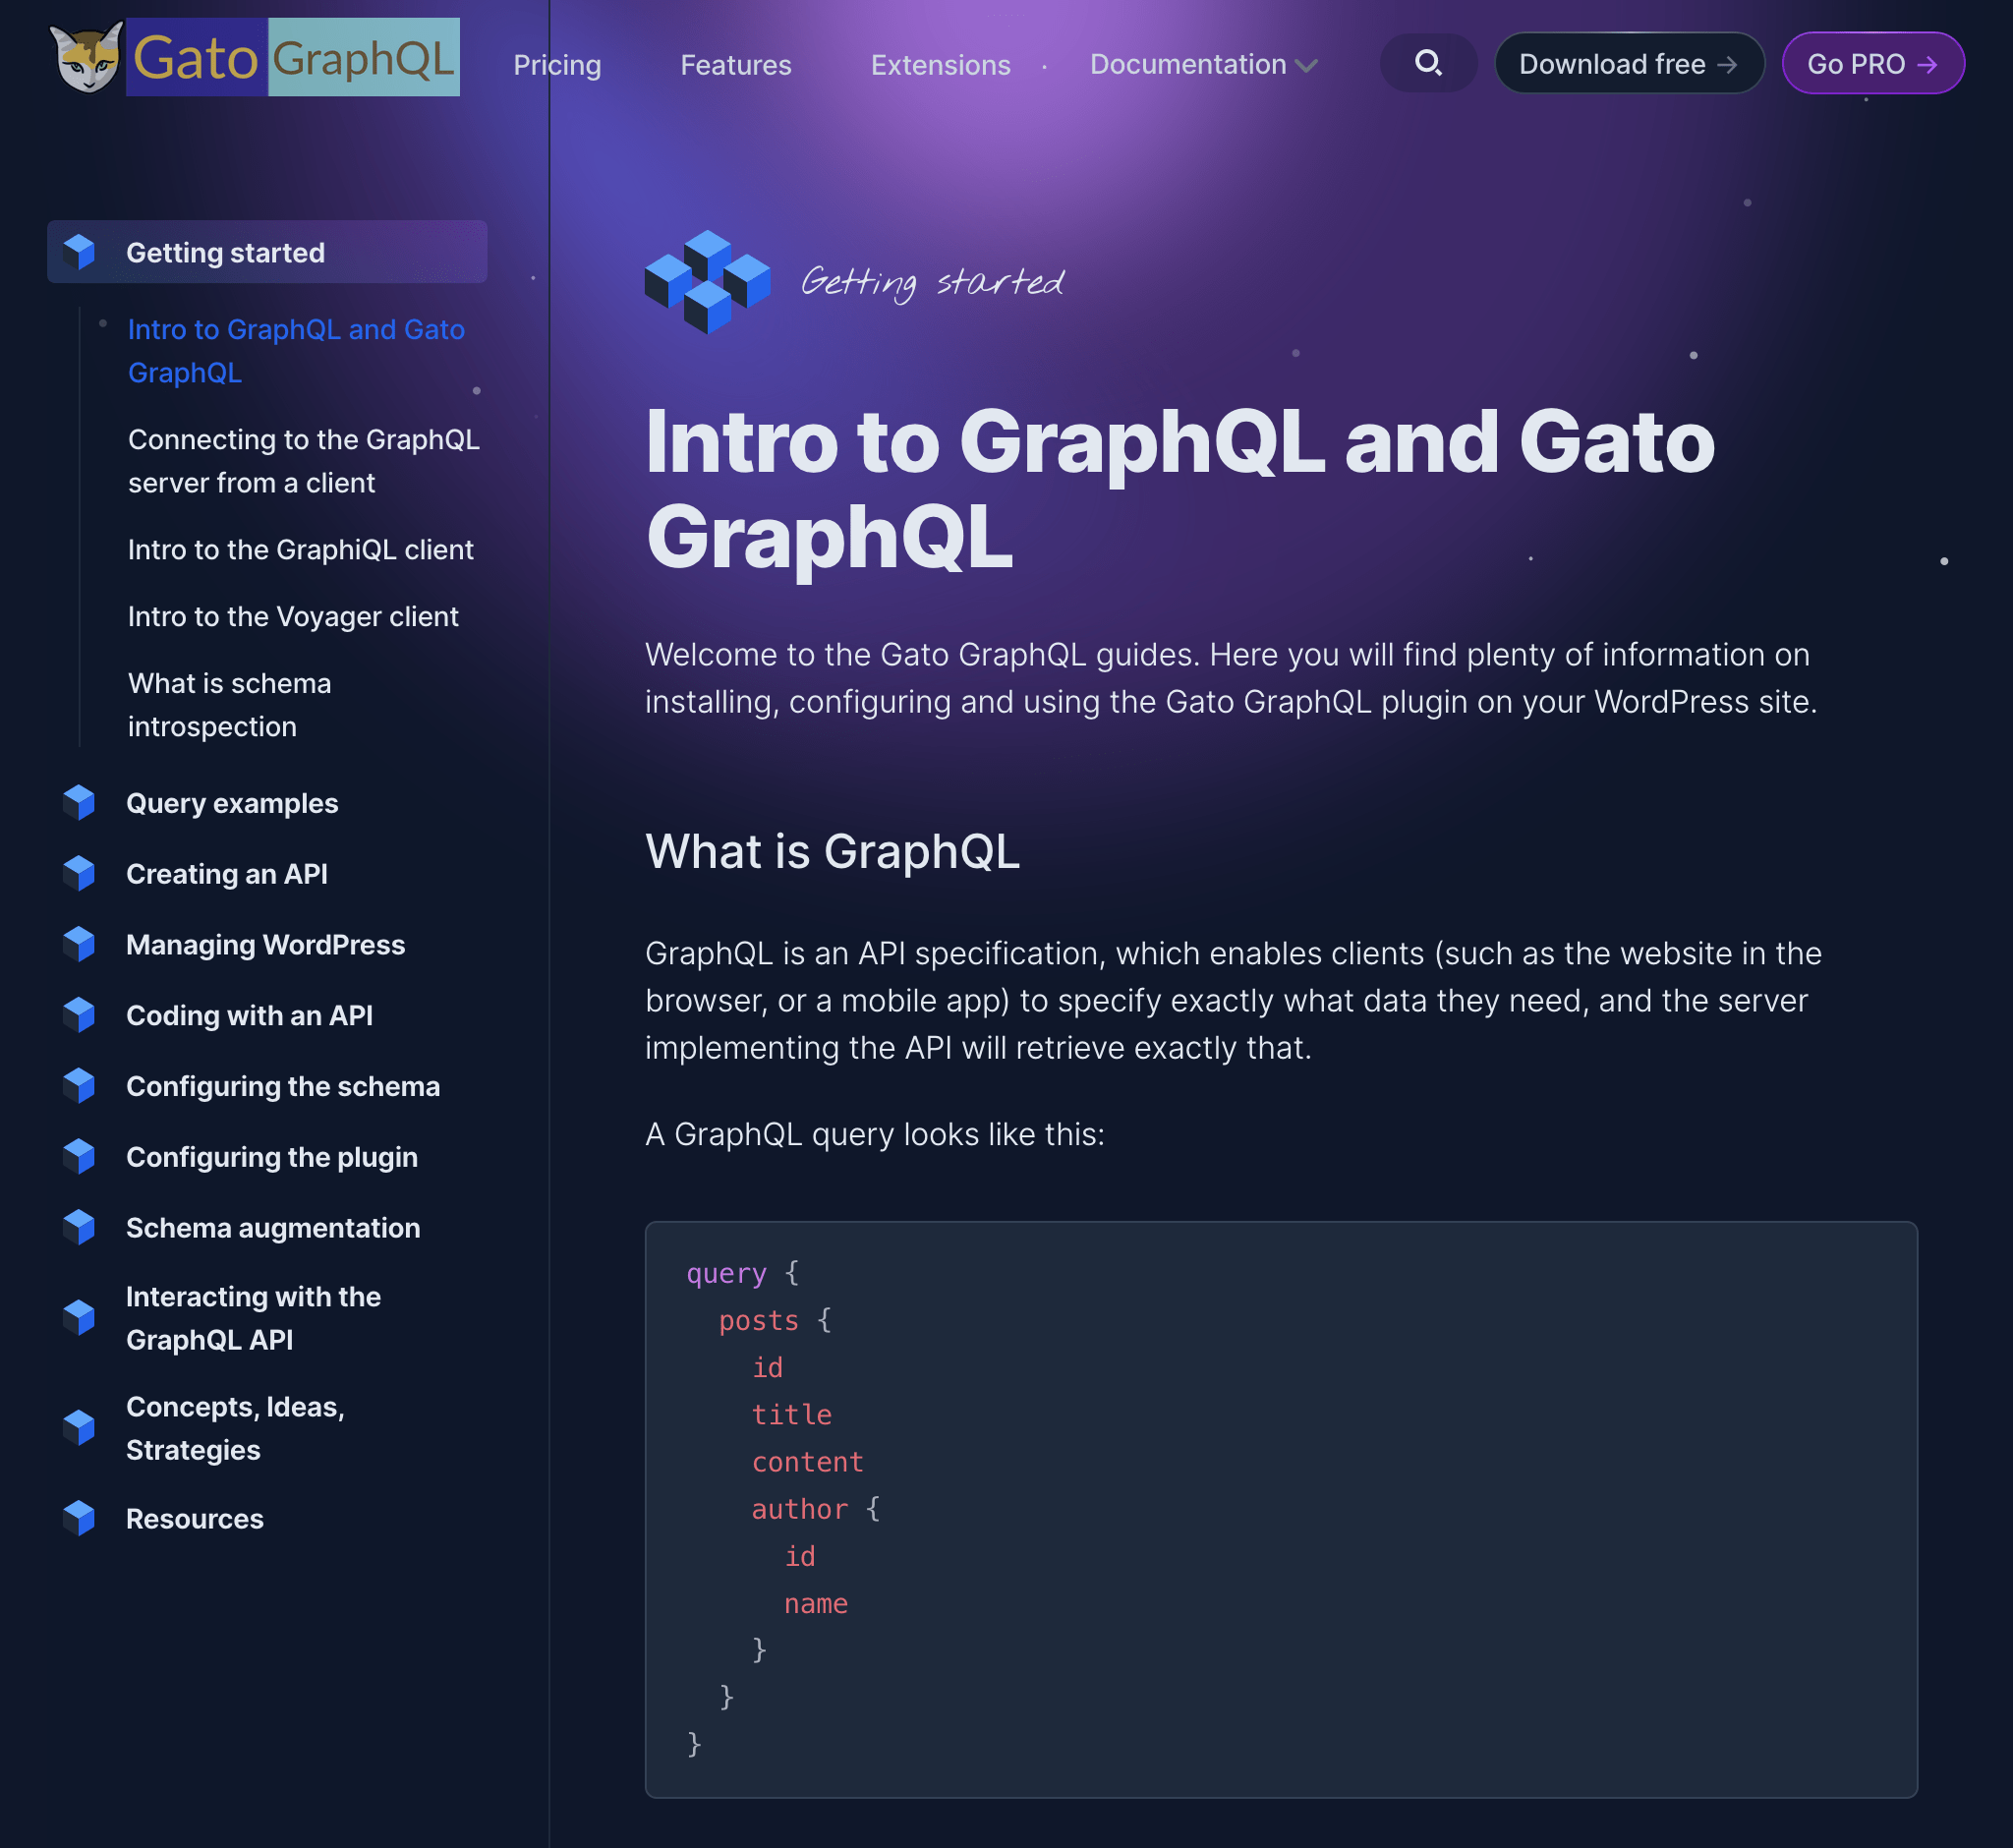 Gato GraphQL
Pricing
Features
Extensions
·
Documentation
Download free →
Go PRO →
Getting started
Intro to GraphQL and Gato
GraphQL
Connecting to the GraphQL
server from a client
Intro to the GraphiQL client
Intro to the Voyager client
What is schema
introspection
Query examples
Creating an API
Managing WordPress
Coding with an API
Configuring the schema
Configuring the plugin
Schema augmentation
Interacting with the
GraphQL API
Concepts, Ideas,
Strategies
Resources
Getting started
Intro to GraphQL and Gato
GraphQL
Welcome to the Gato GraphQL guides. Here you will find plenty of information on
installing, configuring and using the Gato GraphQL plugin on your WordPress site.
What is GraphQL
GraphQL is an API specification, which enables clients (such as the website in the
browser, or a mobile app) to specify exactly what data they need, and the server
implementing the API will retrieve exactly that.
A GraphQL query looks like this:
query {
  posts {
    id
    title
    content
    author {
      id
      name
    }
  }
}